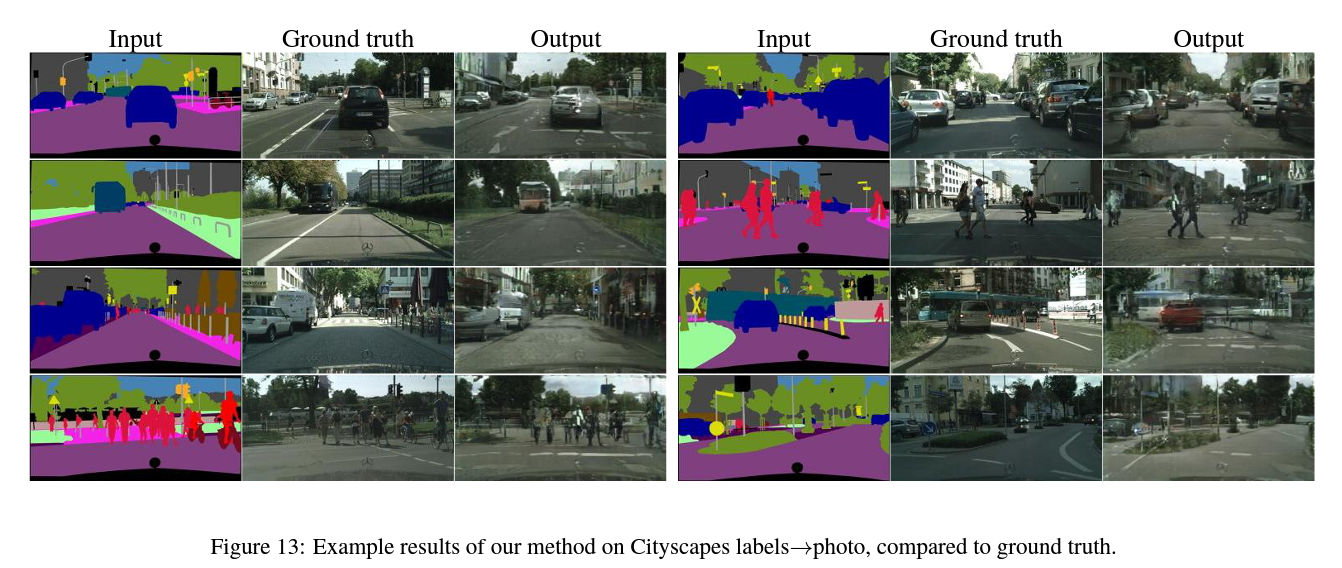 Input Ground truth Output Input Ground truth Output
Figure 13: Example results of our method on Cityscapes labels→photo, compared to ground truth.